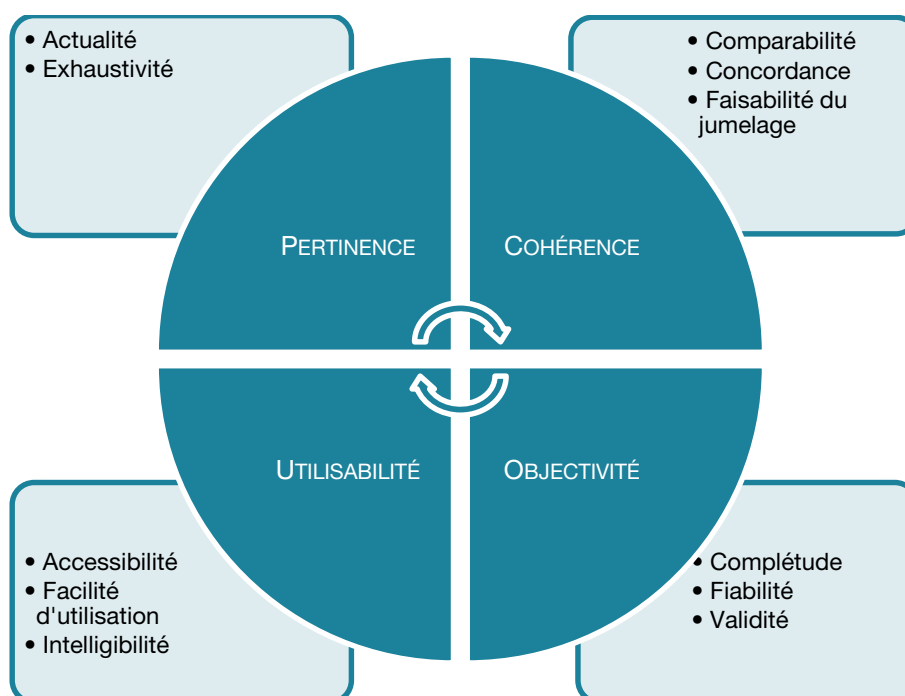 • Actualité
• Exhaustivité
• Comparabilité
• Concordance
• Faisabilité du
jumelage
PERTINENCE
COHÉRENCE
UTILISABILITÉ
OBJECTIVITÉ
• Accessibilité
• Facilité
d'utilisation
• Intelligibilité
• Complétude
• Fiabilité
• Validité